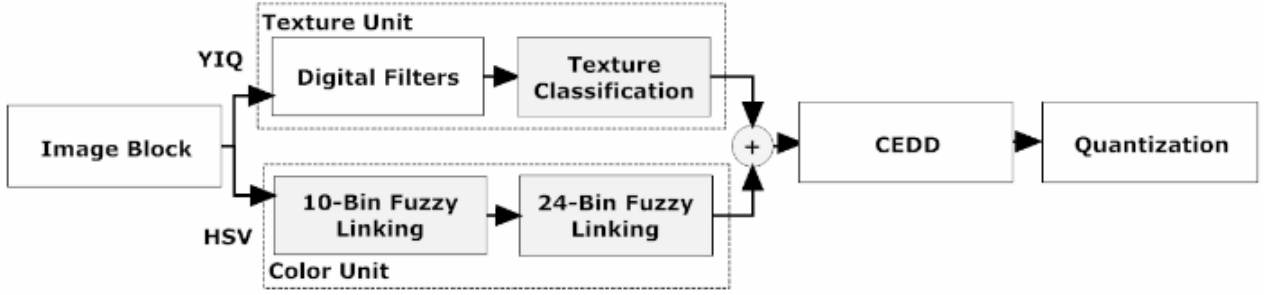 Texture Unit
YIQ
Digital Filters
Texture
Classification
Image Block
+
CEDD
Quantization
10-Bin Fuzzy
Linking
24-Bin Fuzzy
Linking
HSV
Color Unit